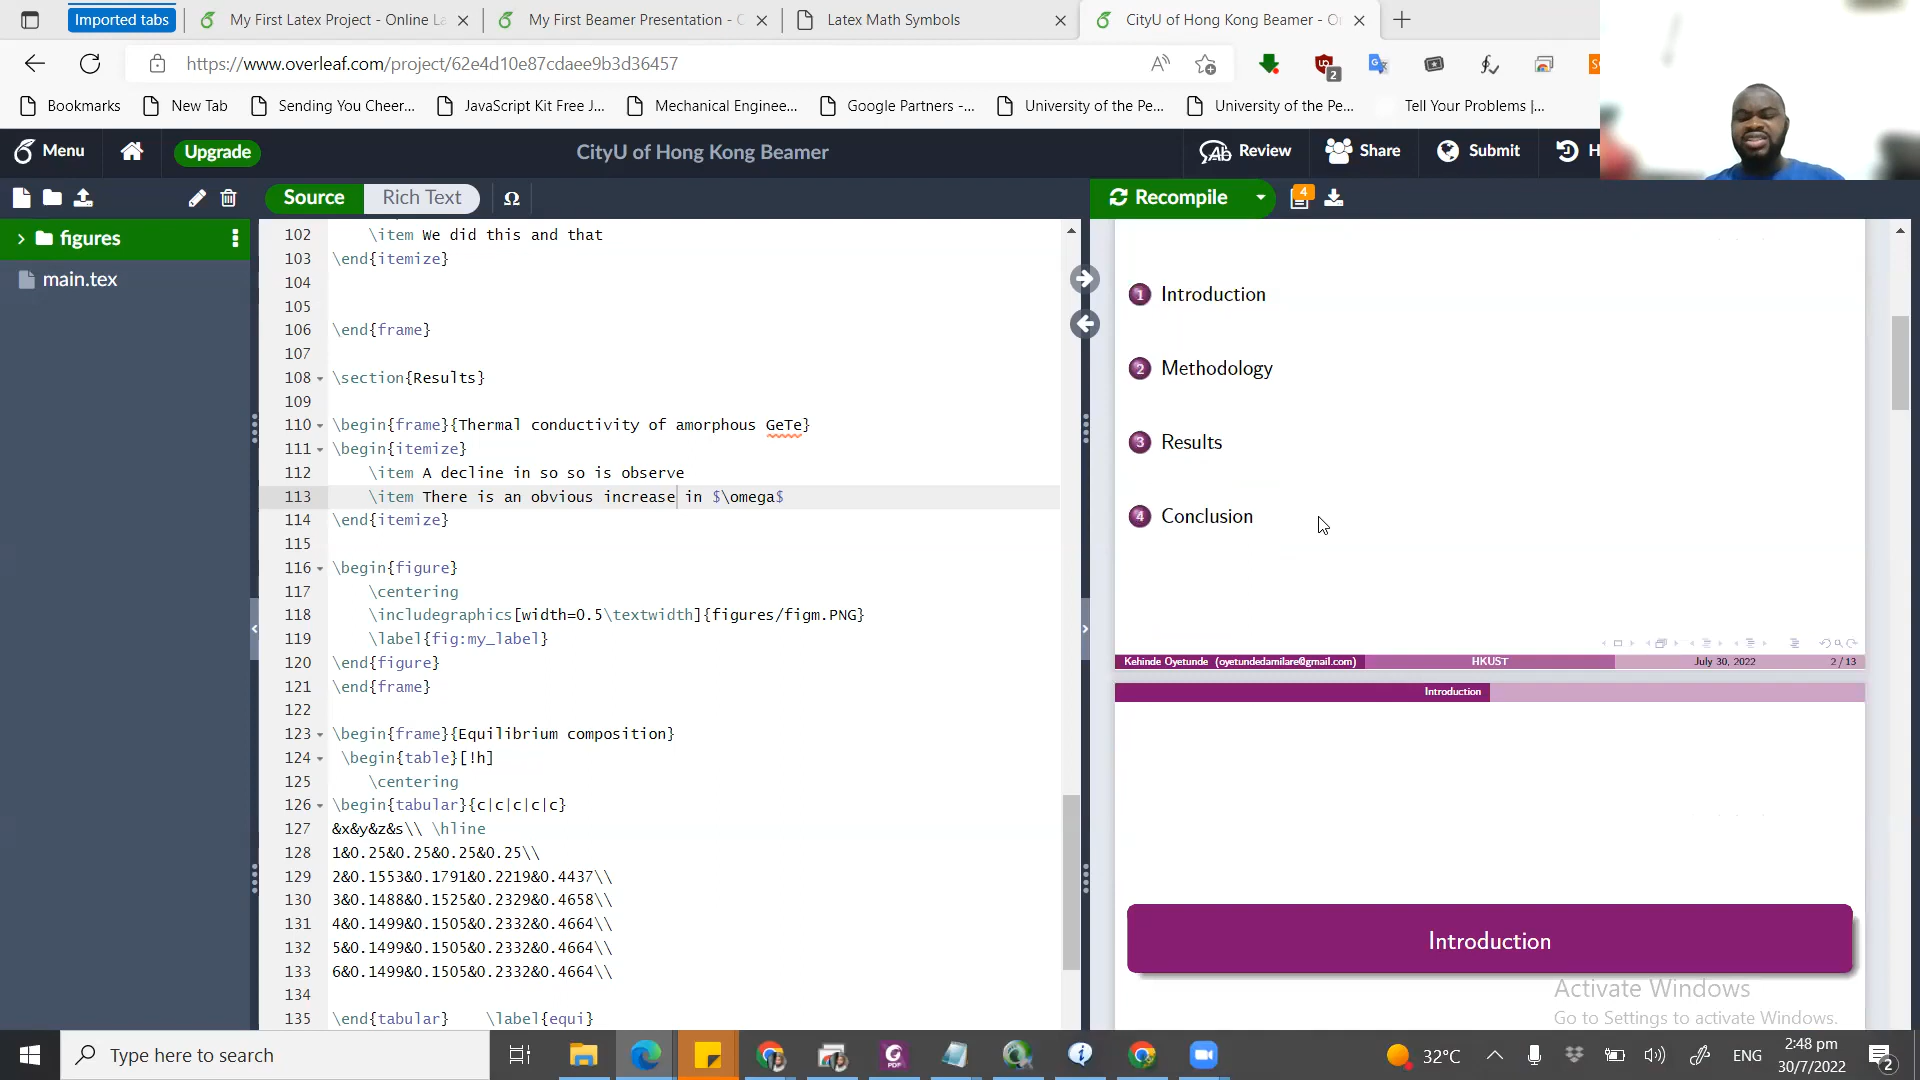 Imported tabs
My First Latex Project - Online La
My First Beamer Presentation - O
Latex Math Symbols
CityU of Hong Kong Beamer - On
https://www.overleaf.com/project/62e4d10e87cdaee9b3d36457
2
Bookmarks
New Tab
Sending You Cheer...
JavaScript Kit Free J...
Mechanical Enginee...
Google Partners -...
University of the Pe...
University of the Pe...
Tell Your Problems |...
Menu
Upgrade
CityU of Hong Kong Beamer
Review
Share
Submit
H
Source
Rich Text
Ω
Recompile
4
figures
main.tex
102 \item We did this and that
103 \end{itemize}
104
105
106 \end{frame}
107
108 \section{Results}
109
110 \begin{frame}{Thermal conductivity of amorphous GeTe}
111 \begin{itemize}
112 \item A decline in so so is observe
113 \item There is an obvious increase in $\omega$
114 \end{itemize}
115
116 \begin{figure}
117 \centering
118 \includegraphics[width=0.5\textwidth]{figures/figm.PNG}
119 \label{fig:my_label}
120 \end{figure}
121 \end{frame}
122
123 \begin{frame}{Equilibrium composition}
124 \begin{table}[!h]
125 \centering
126 \begin{tabular}{c|c|c|c|c}
127 &x&y&z&s\\ \hline
128 1&0.25&0.25&0.25&0.25\\
129 2&0.1553&0.1791&0.2219&0.4437\\
130 3&0.1488&0.1525&0.2329&0.4658\\
131 4&0.1499&0.1505&0.2332&0.4664\\
132 5&0.1499&0.1505&0.2332&0.4664\\
133 6&0.1499&0.1505&0.2332&0.4664\\
134
135 \end{tabular} \label{equi}
1 Introduction
2 Methodology
3 Results
4 Conclusion
Kehinde Oyetunde (oyetundedamilare@gmail.com) HKUST July 30, 2022 2 / 13
Introduction
Introduction
Activate Windows
Go to Settings to activate Windows.
Type here to search
PDF
32°C
ENG
2:48 pm
30/7/2022
2